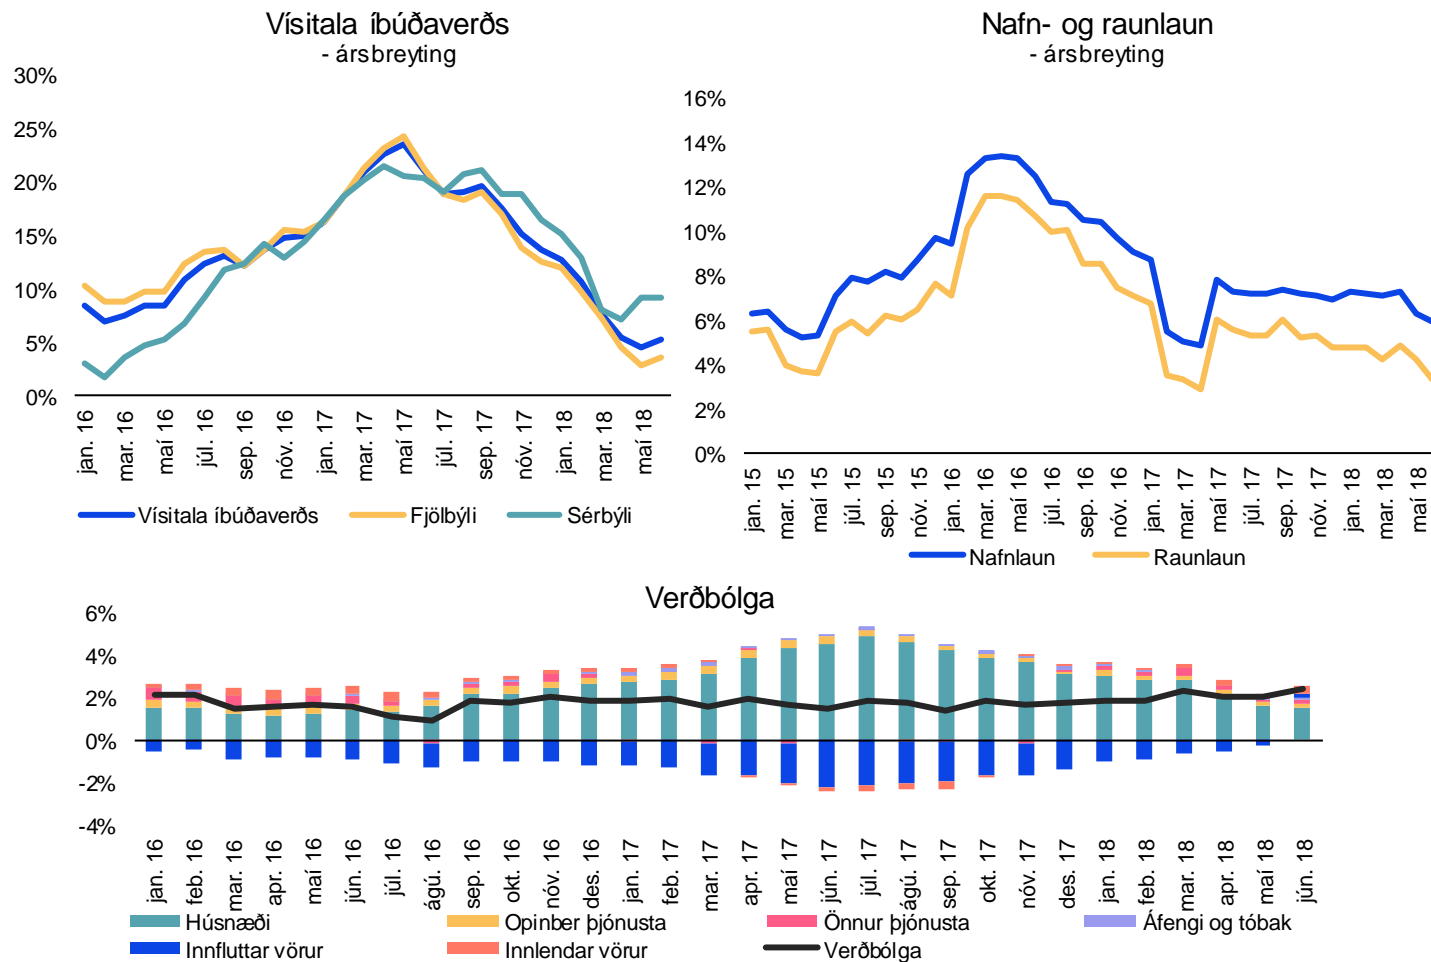 Vísitala íbúðaverðs
- ársbreyting
30%
25%
20%
15%
10%
5%
0%
jan. 16
mar. 16
maí 16
júl. 16
sep. 16
nóv. 16
jan. 17
mar. 17
maí 17
júl. 17
sep. 17
nóv. 17
jan. 18
mar. 18
maí 18
Vísitala íbúðaverðs
Fjölbýli
Sérbýli
Nafn- og raunlaun
- ársbreyting
16%
14%
12%
10%
8%
6%
4%
2%
0%
jan. 15
mar. 15
maí 15
júl. 15
sep. 15
nóv. 15
jan. 16
mar. 16
maí 16
júl. 16
sep. 16
nóv. 16
jan. 17
mar. 17
maí 17
júl. 17
sep. 17
nóv. 17
jan. 18
mar. 18
maí 18
Nafnlaun
Raunlaun
Verðbólga
6%
4%
2%
0%
-2%
-4%
jan. 16
feb. 16
mar. 16
apr. 16
maí 16
jún. 16
júl. 16
ágú. 16
sep. 16
okt. 16
nóv. 16
des. 16
jan. 17
feb. 17
mar. 17
apr. 17
maí 17
jún. 17
júl. 17
ágú. 17
sep. 17
okt. 17
nóv. 17
des. 17
jan. 18
feb. 18
mar. 18
apr. 18
maí 18
jún. 18
Húsnæði
Opinber þjónusta
Önnur þjónusta
Áfengi og tóbak
Innfluttar vörur
Innlendar vörur
Verðbólga